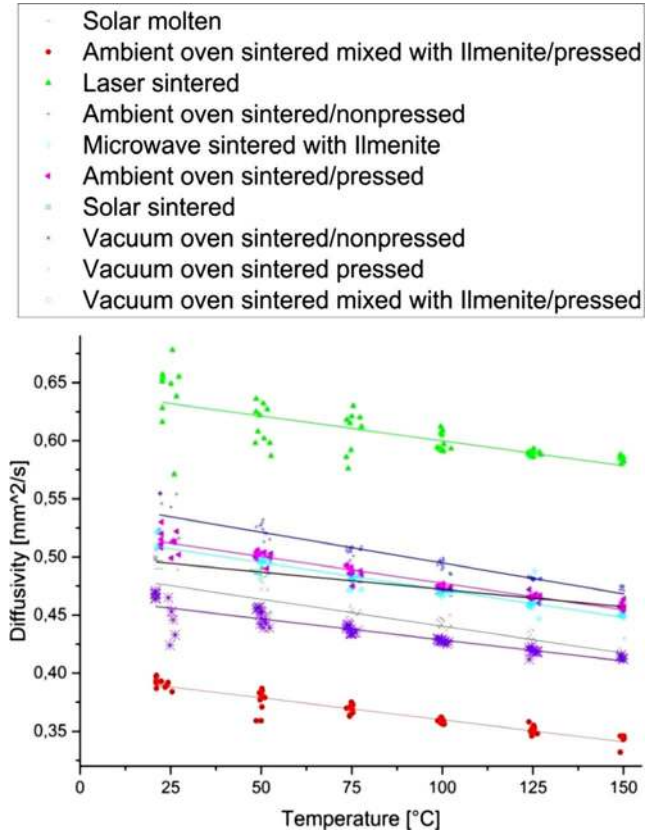 Solar molten
Ambient oven sintered mixed with Ilmenite/pressed
Laser sintered
Ambient oven sintered/nonpressed
Microwave sintered with Ilmenite
Ambient oven sintered/pressed
Solar sintered
Vacuum oven sintered/nonpressed
Vacuum oven sintered pressed
Vacuum oven sintered mixed with Ilmenite/pressed
0,65
0,60
0,55
0,50
0,45
0,40
0,35
Diffusivity [mm^2/s]
0 25 50 75 100 125 150
Temperature [°C]